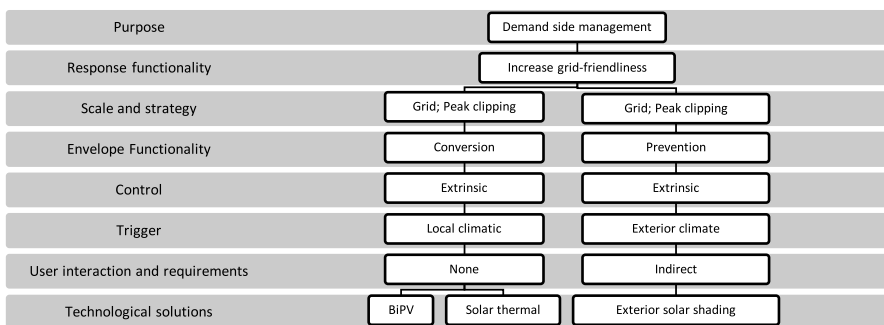 Purpose
Demand side management
Response functionality
Increase grid-friendliness
Scale and strategy
Grid; Peak clipping
Grid; Peak clipping
Envelope Functionality
Conversion
Prevention
Control
Extrinsic
Extrinsic
Trigger
Local climatic
Exterior climate
User interaction and requirements
None
Indirect
Technological solutions
BiPV
Solar thermal
Exterior solar shading